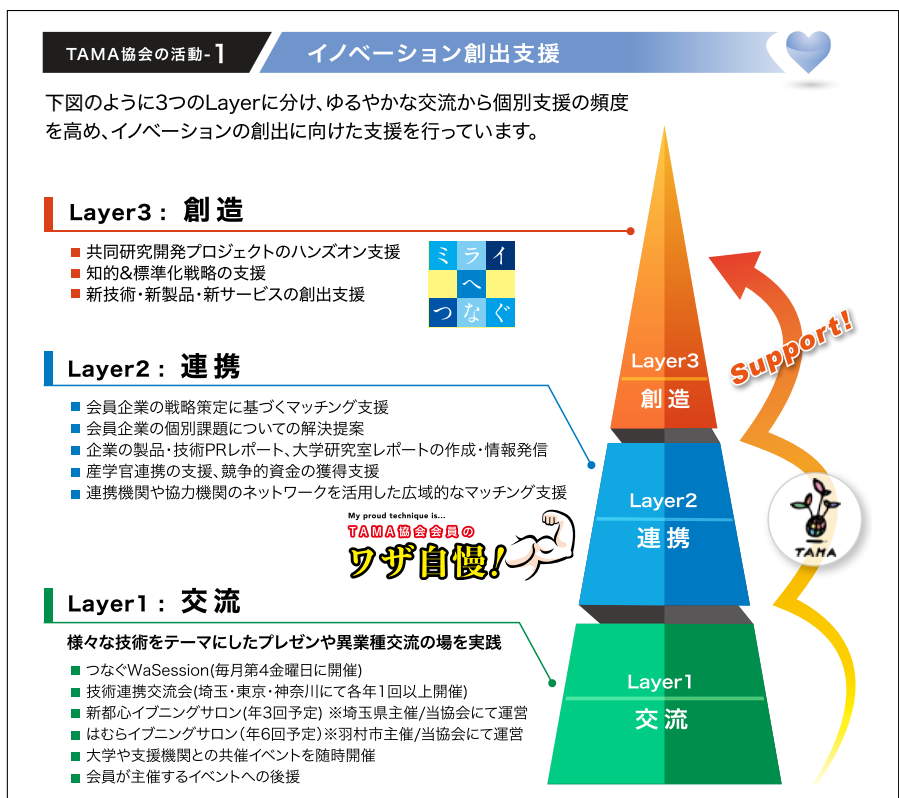 TAMA協会の活動-1
イノベーション創出支援
下図のように3つのLayerに分け、ゆるやかな交流から個別支援の頻度
を高め、イノベーションの創出に向けた支援を行っています。
Layer3： 創造
■ 共同研究開発プロジェクトのハンズオン支援
■ 知的&標準化戦略の支援
■ 新技術・新製品・新サービスの創出支援
ミライ
へ
つなぐ
Layer2： 連携
■ 会員企業の戦略策定に基づくマッチング支援
■ 会員企業の個別課題についての解決提案
■ 企業の製品・技術PRレポート、大学研究室レポートの作成・情報発信
■ 産学官連携の支援、競争的資金の獲得支援
■ 連携機関や協力機関のネットワークを活用した広域的なマッチング支援
My proud technique is...
TAMA協会会員の
ワザ自慢!
Layer1： 交流
様々な技術をテーマにしたプレゼンや異業種交流の場を実践
■ つなぐWaSession(毎月第4金曜日に開催)
■ 技術連携交流会(埼玉・東京・神奈川にて各年1回以上開催)
■ 新都心イブニングサロン(年3回予定) ※埼玉県主催/当協会にて運営
■ はむらイブニングサロン（年6回予定)※羽村市主催/当協会にて運営
■ 大学や支援機関との共催イベントを随時開催
■ 会員が主催するイベントへの後援
Layer3
創造
Layer2
連携
Layer1
交流
Support!
TAMA